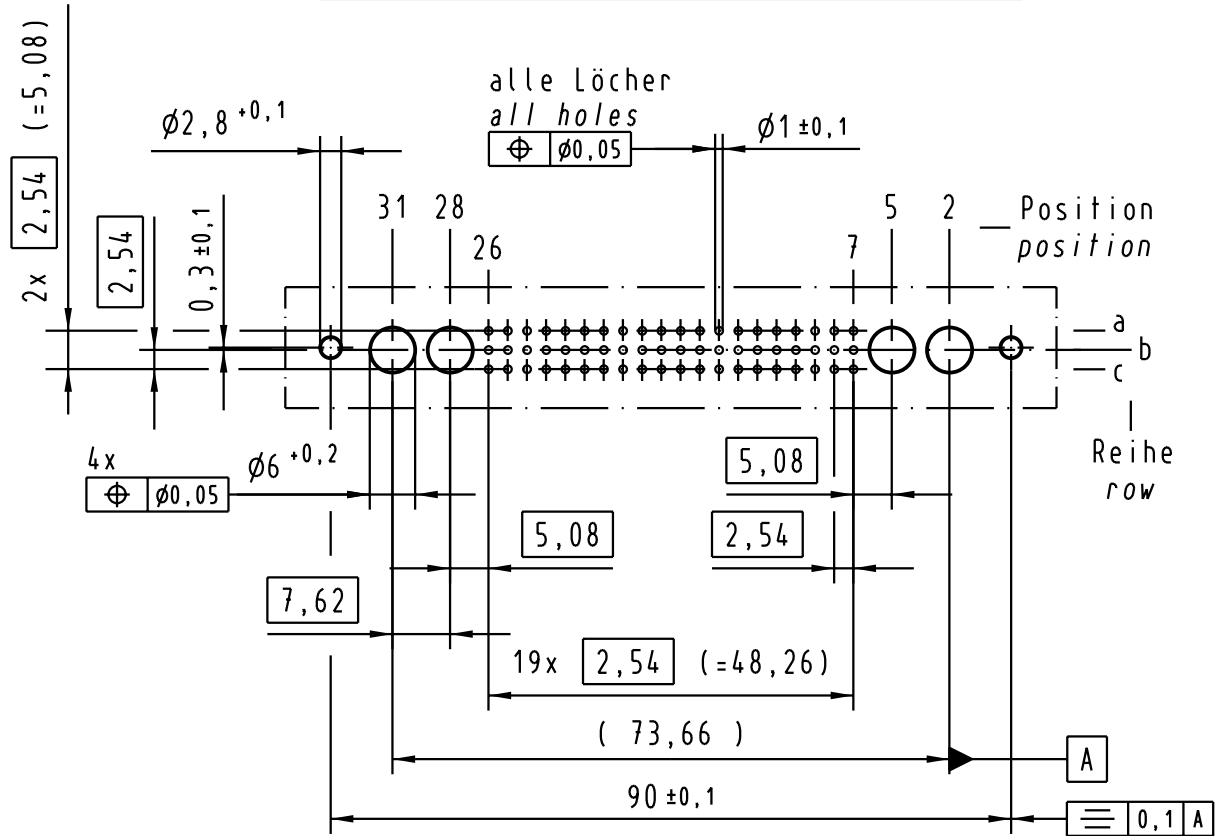 2x 2,54 (=5,08)
2,54
0,3 ±0,1
Ø2,8 +0,1
alle Löcher
all holes
⌖ Ø0,05
Ø1 ±0,1
31 28 5 2
26 7
Position
position
a
b
c
Reihe
row
4x
⌖ Ø0,05
Ø6 +0,2
5,08
5,08
2,54
7,62
19x 2,54 (=48,26)
( 73,66 )
A
90 ±0,1
⌯ 0,1 A